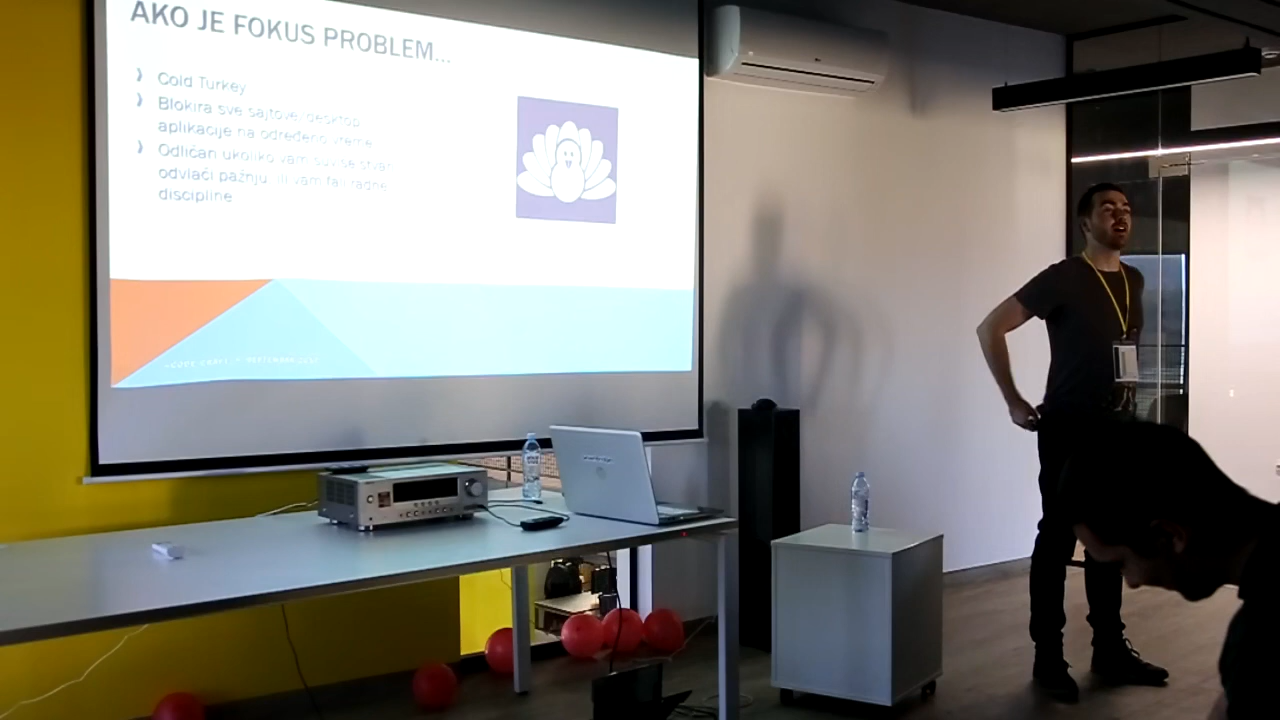 AKO JE FOKUS PROBLEM...
Cold Turkey
Blokira sve sajtove, desktop
aplikacije na određeno vreme
Odličan ukoliko vam suviše stvari
odvlači pažnju, ili vam fali radne
discipline